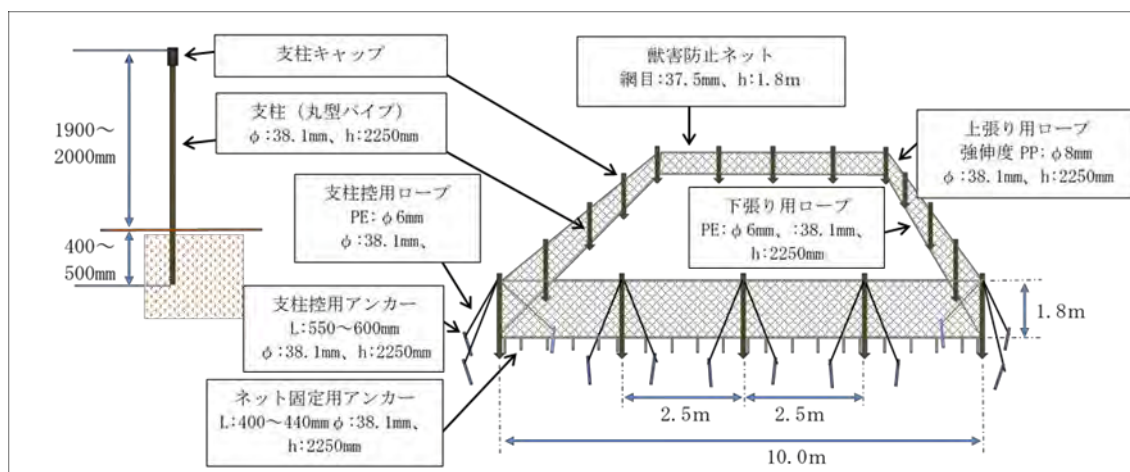 支柱キャップ
獣害防止ネット
網目:37.5mm、h:1.8m
支柱（丸型パイプ）
φ:38.1mm、h:2250mm
1900～
2000mm
上張り用ロープ
強伸度 PP: φ8mm
φ:38.1mm、h:2250mm
支柱控用ロープ
PE: φ6mm
φ:38.1mm、
下張り用ロープ
PE: φ6mm、:38.1mm、
h:2250mm
400～
500mm
支柱控用アンカー
L:550～600mm
φ:38.1mm、h:2250mm
1.8m
ネット固定用アンカー
L:400～440mmφ:38.1mm、
h:2250mm
2.5m
2.5m
10.0m